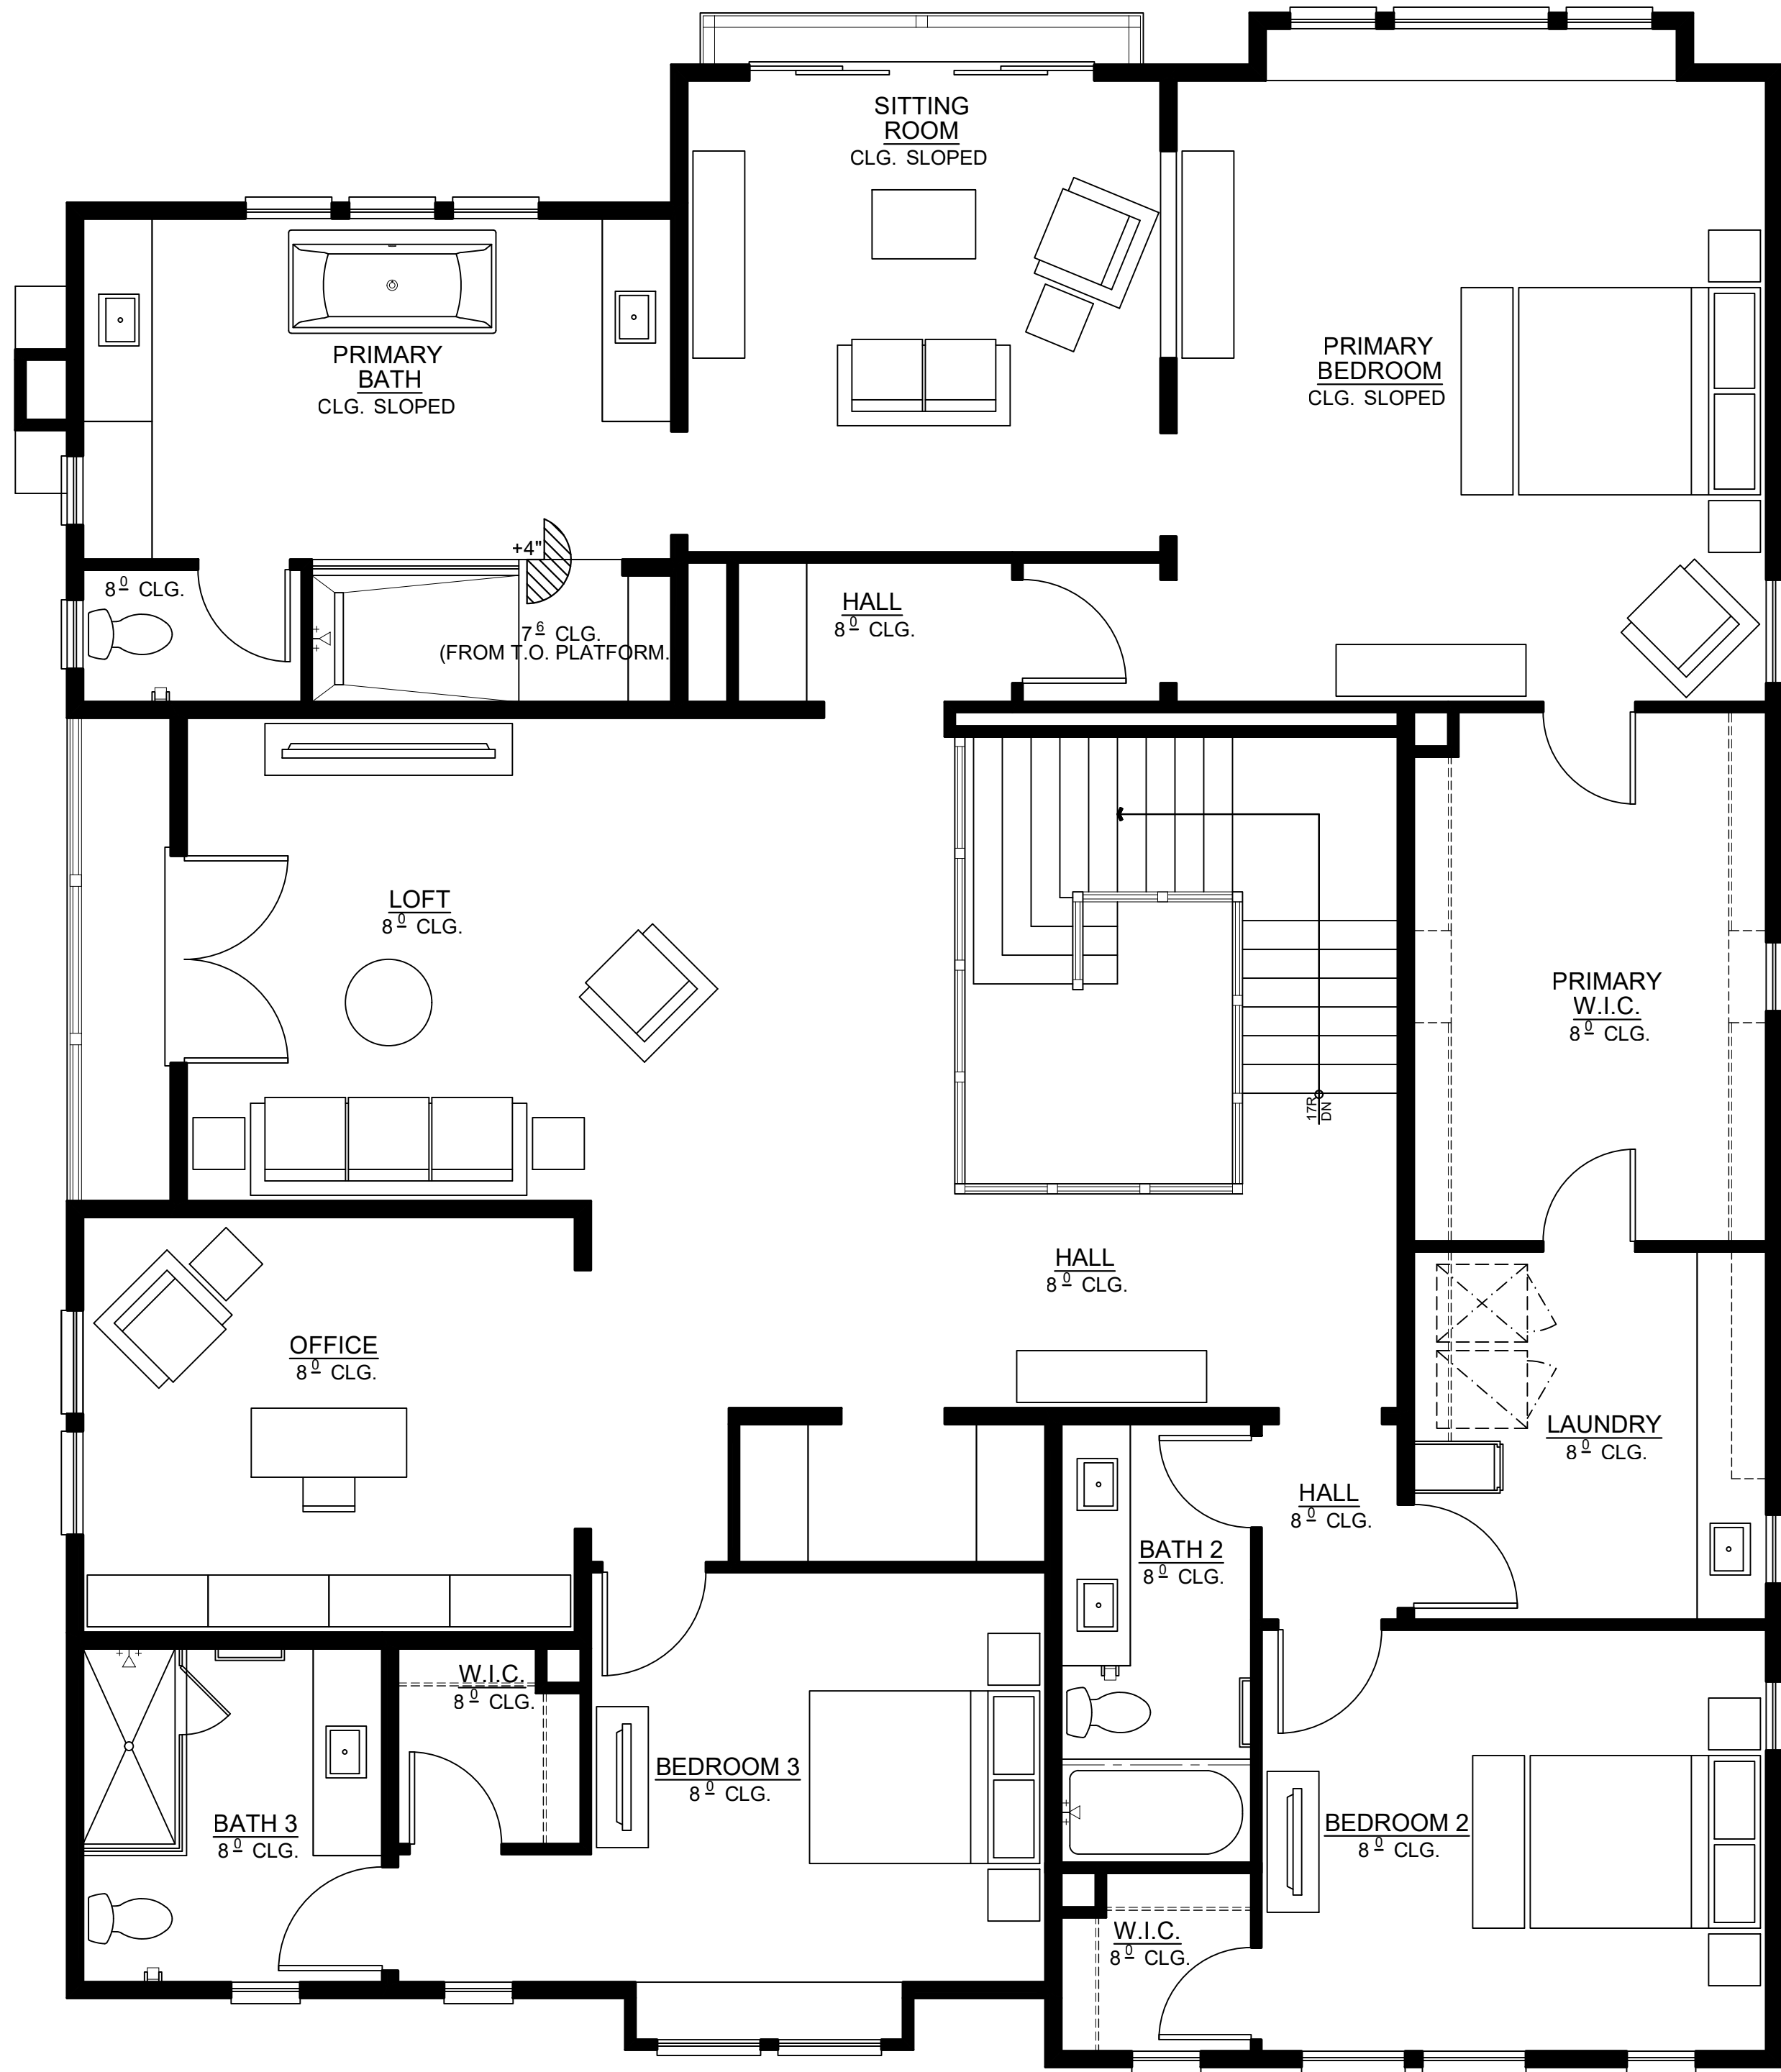 SITTING
ROOM
CLG. SLOPED
PRIMARY
BATH
CLG. SLOPED
PRIMARY
BEDROOM
CLG. SLOPED
+4"
8⁰ CLG.
7⁶ CLG.
(FROM T.O. PLATFORM.
HALL
8⁰ CLG.
LOFT
8⁰ CLG.
PRIMARY
W.I.C.
8⁰ CLG.
17R
DN
HALL
8⁰ CLG.
OFFICE
8⁰ CLG.
LAUNDRY
8⁰ CLG.
HALL
8⁰ CLG.
BATH 2
8⁰ CLG.
W.I.C.
8⁰ CLG.
BEDROOM 3
8⁰ CLG.
BATH 3
8⁰ CLG.
BEDROOM 2
8⁰ CLG.
W.I.C.
8⁰ CLG.